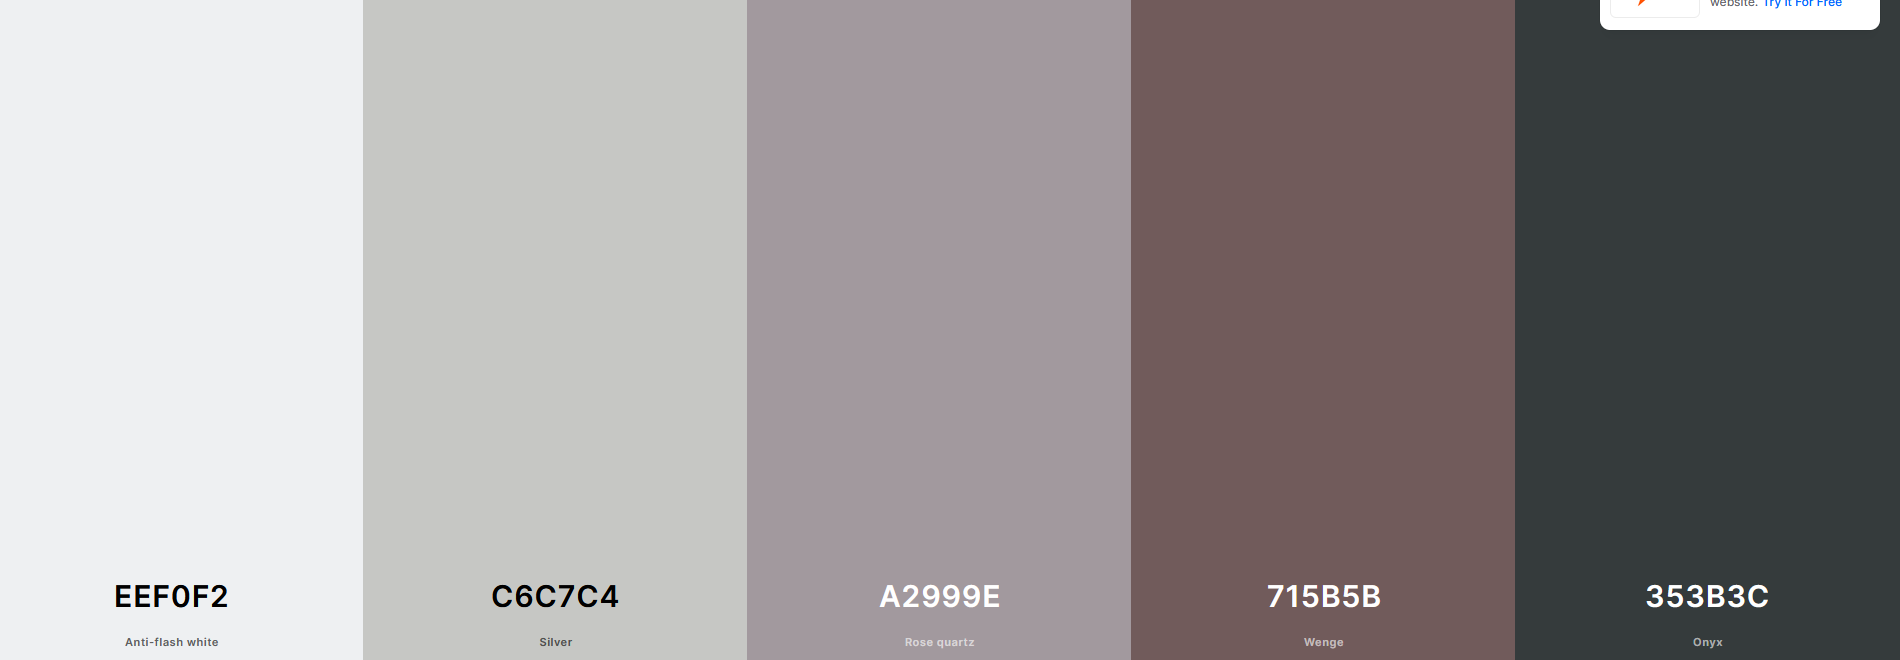 website. Try It For Free
EEF0F2
Anti-flash white
C6C7C4
Silver
A2999E
Rose quartz
715B5B
Wenge
353B3C
Onyx